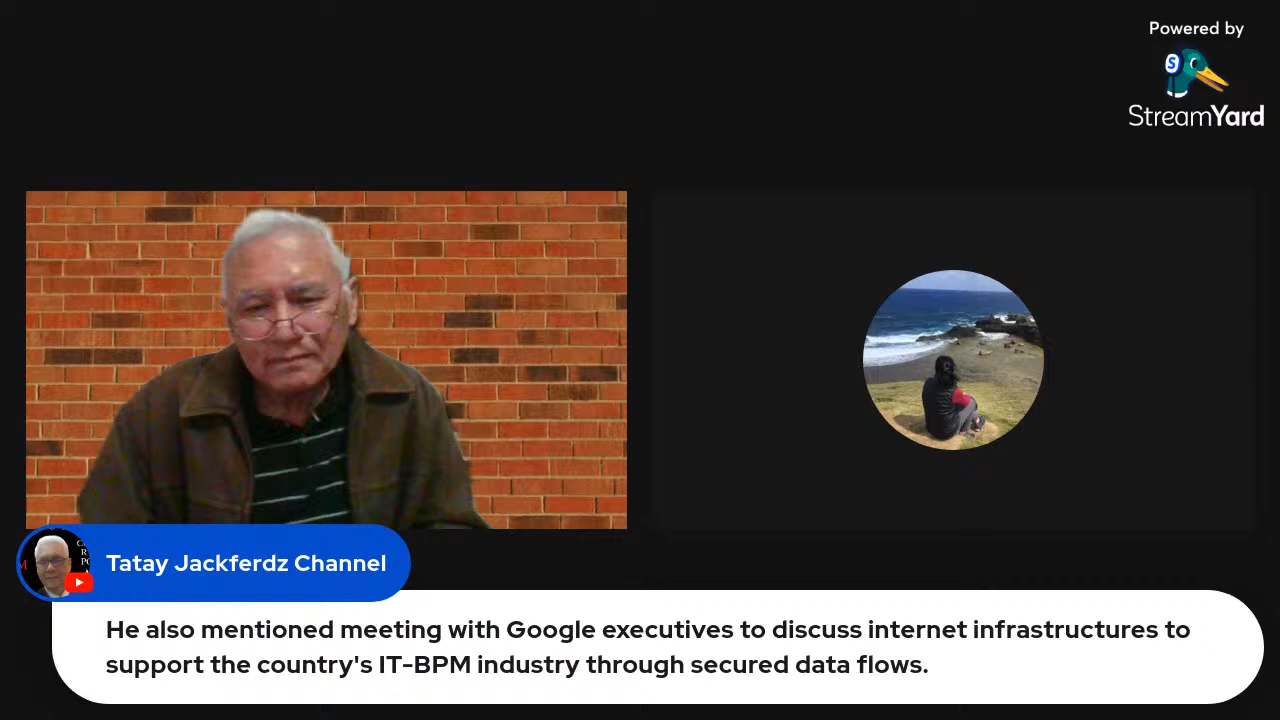 Powered by
S
StreamYard
Tatay Jackferdz Channel
He also mentioned meeting with Google executives to discuss internet infrastructures to
support the country's IT-BPM industry through secured data flows.